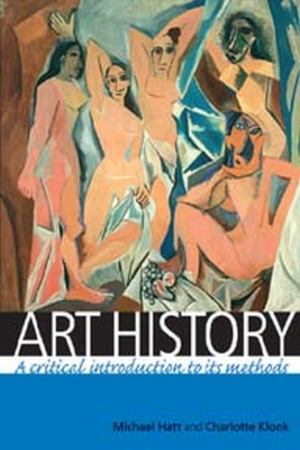 ART HISTORY
A critical introduction to its methods
Michael Hatt and Charlotte Klonk